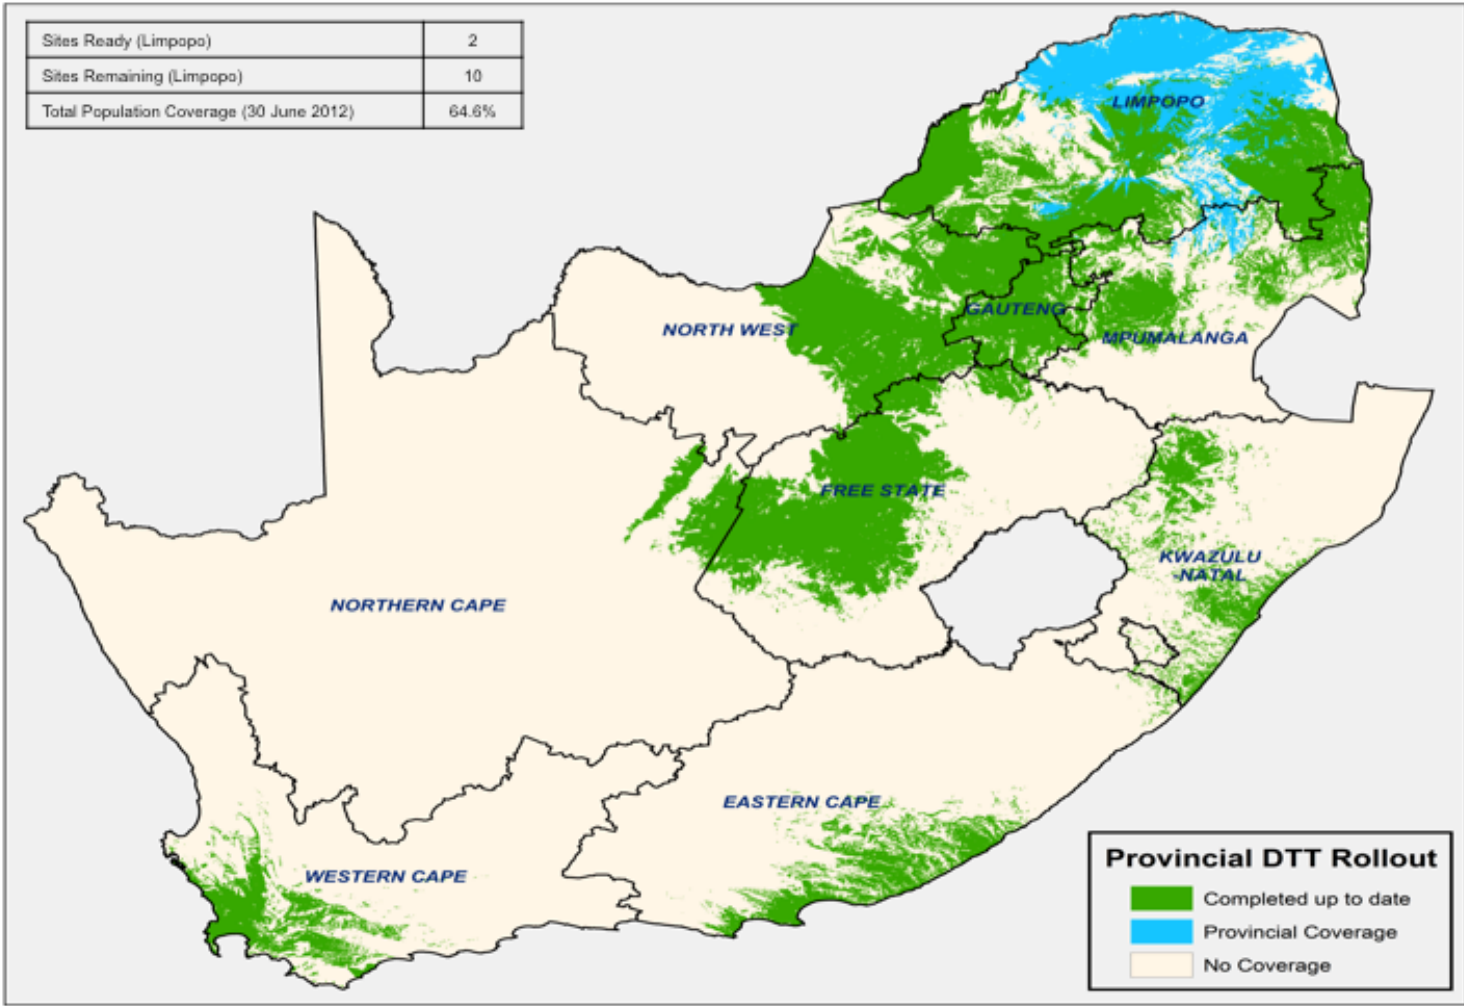 Sites Ready (Limpopo) 2
Sites Remaining (Limpopo) 10
Total Population Coverage (30 June 2012) 64.6%
LIMPOPO
GAUTENG
NORTH WEST
MPUMALANGA
FREE STATE
KWAZULU
NATAL
NORTHERN CAPE
EASTERN CAPE
WESTERN CAPE
Provincial DTT Rollout
Completed up to date
Provincial Coverage
No Coverage